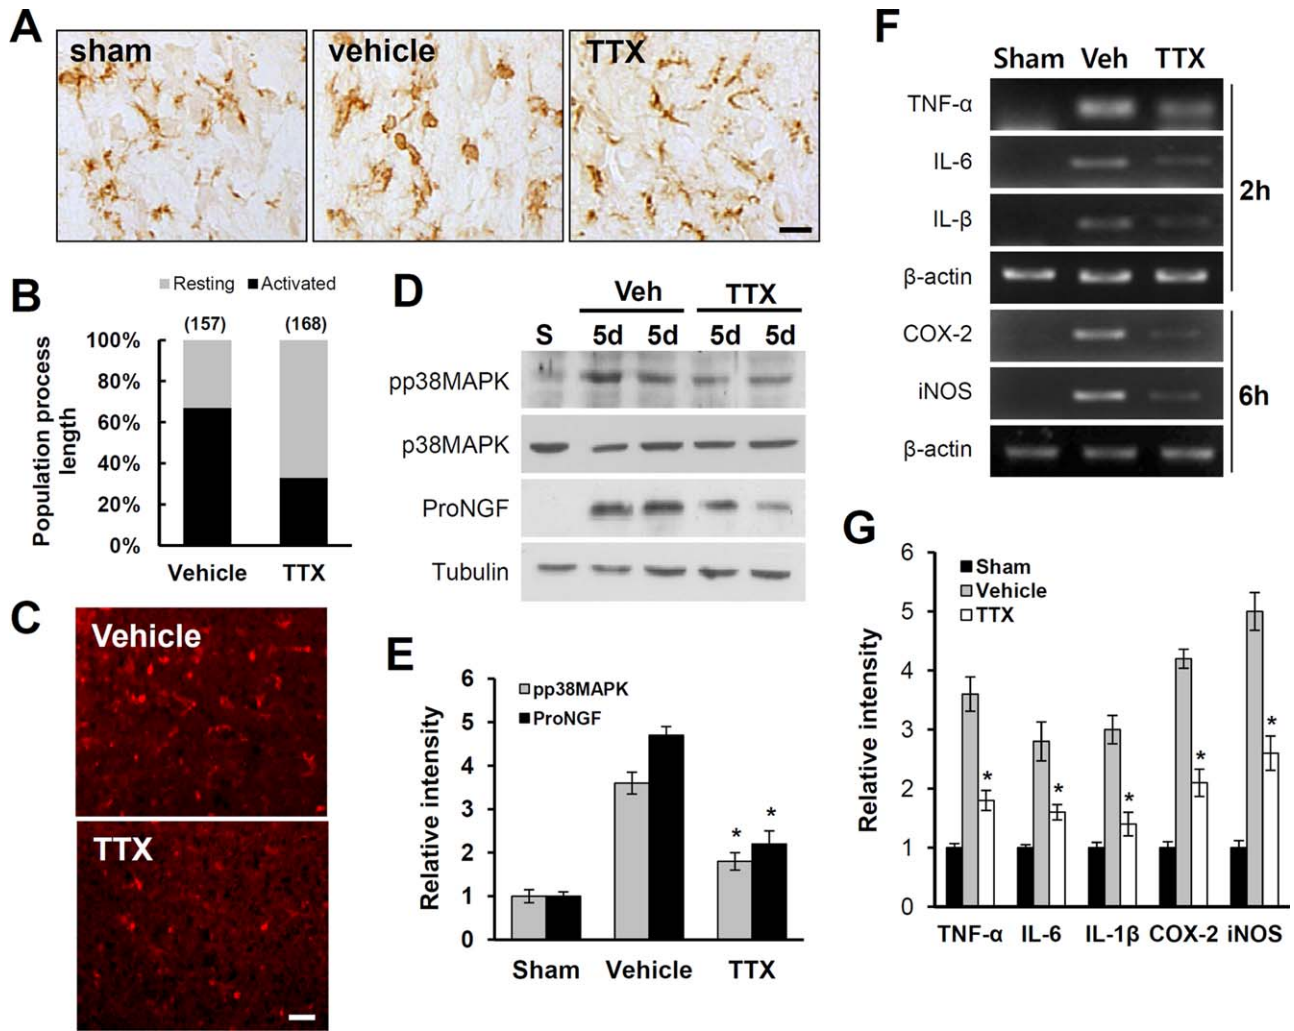 A
sham
vehicle
TTX
B
Resting Activated
(157) (168)
100%
80%
60%
40%
20%
0%
Population process
length
Vehicle TTX
C
Vehicle
TTX
D
Veh TTX
S 5d 5d 5d 5d
pp38MAPK
p38MAPK
ProNGF
Tubulin
E
pp38MAPK
ProNGF
6
5
4
3
2
1
0
Relative intensity
* *
Sham Vehicle TTX
F
Sham Veh TTX
TNF-α
IL-6
IL-β
β-actin
2h
COX-2
iNOS
β-actin
6h
G
Sham
Vehicle
TTX
6
5
4
3
2
1
0
Relative intensity
* * * * *
TNF-α IL-6 IL-1β COX-2 iNOS